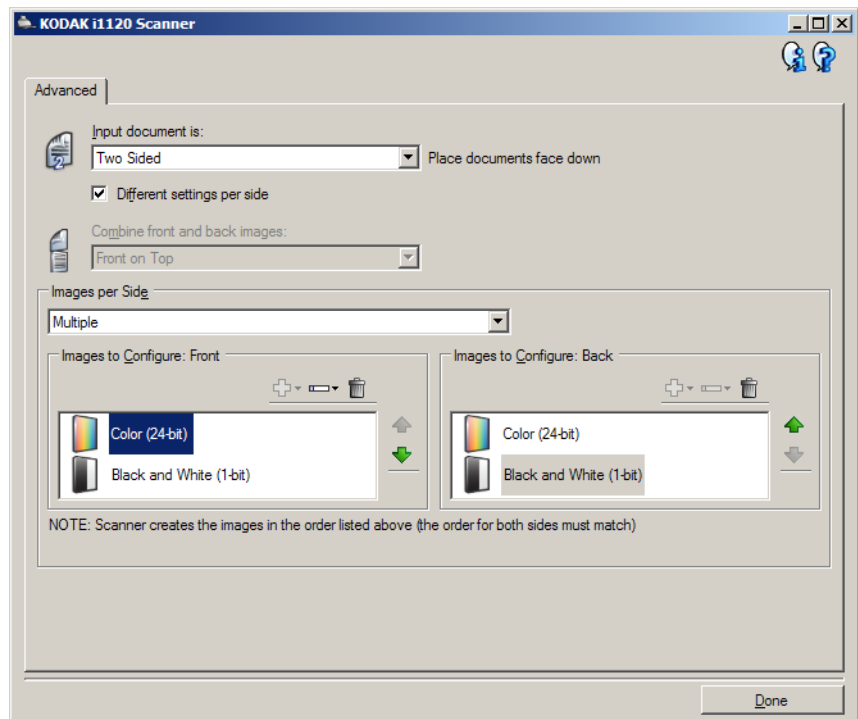 KODAK i1120 Scanner
Advanced
Input document is:
Two Sided
Place documents face down
Different settings per side
Combine front and back images:
Front on Top
Images per Side
Multiple
Images to Configure: Front
Images to Configure: Back
Color (24-bit)
Black and White (1-bit)
Color (24-bit)
Black and White (1-bit)
NOTE: Scanner creates the images in the order listed above (the order for both sides must match)
Done